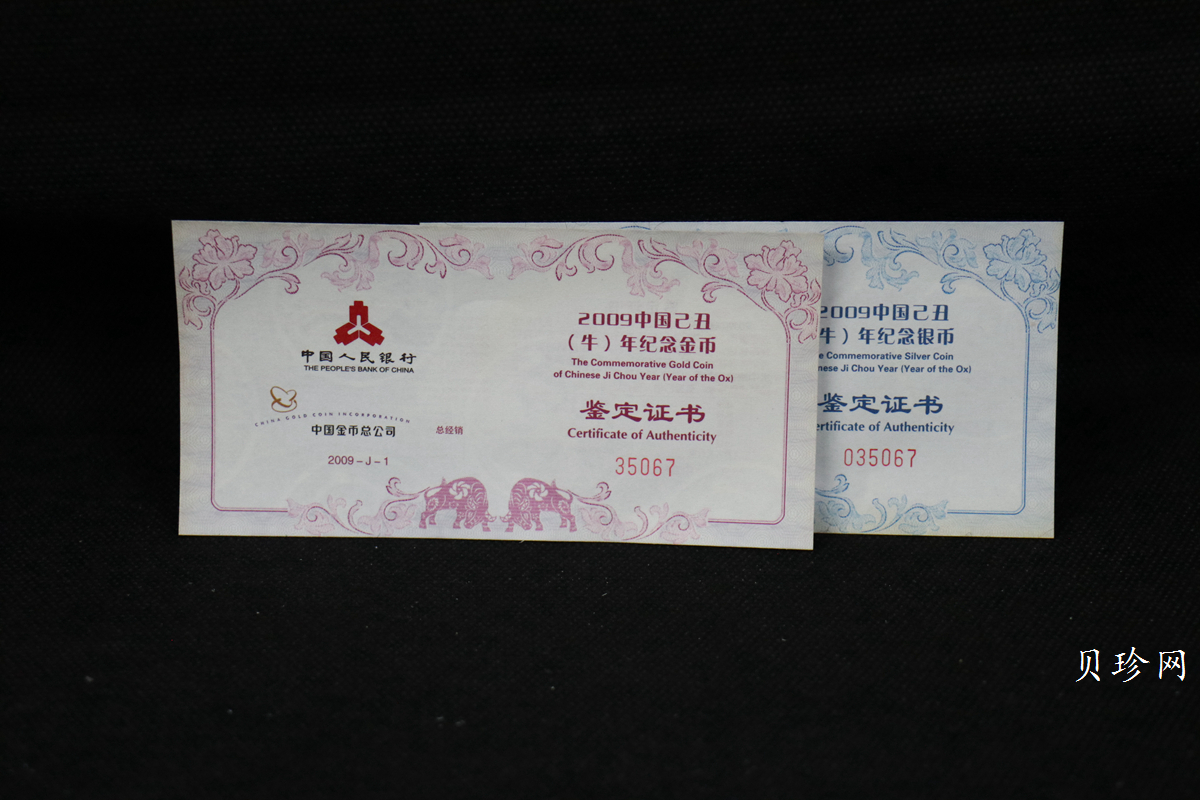 中国人民银行
THE PEOPLE'S BANK OF CHINA
CHINA GOLD COIN INCORPORATION
中国金币总公司
总经销
2009-J-1
2009中国己丑
（牛）年纪念金币
The Commemorative Gold Coin
of Chinese Ji Chou Year (Year of the Ox)
鉴定证书
Certificate of Authenticity
35067
2009中国己丑
牛）年纪念银币
Commemorative Silver Coin
Ji Chou Year (Year of the Ox)
鉴定证书
of Authenticity
035067
贝珍网